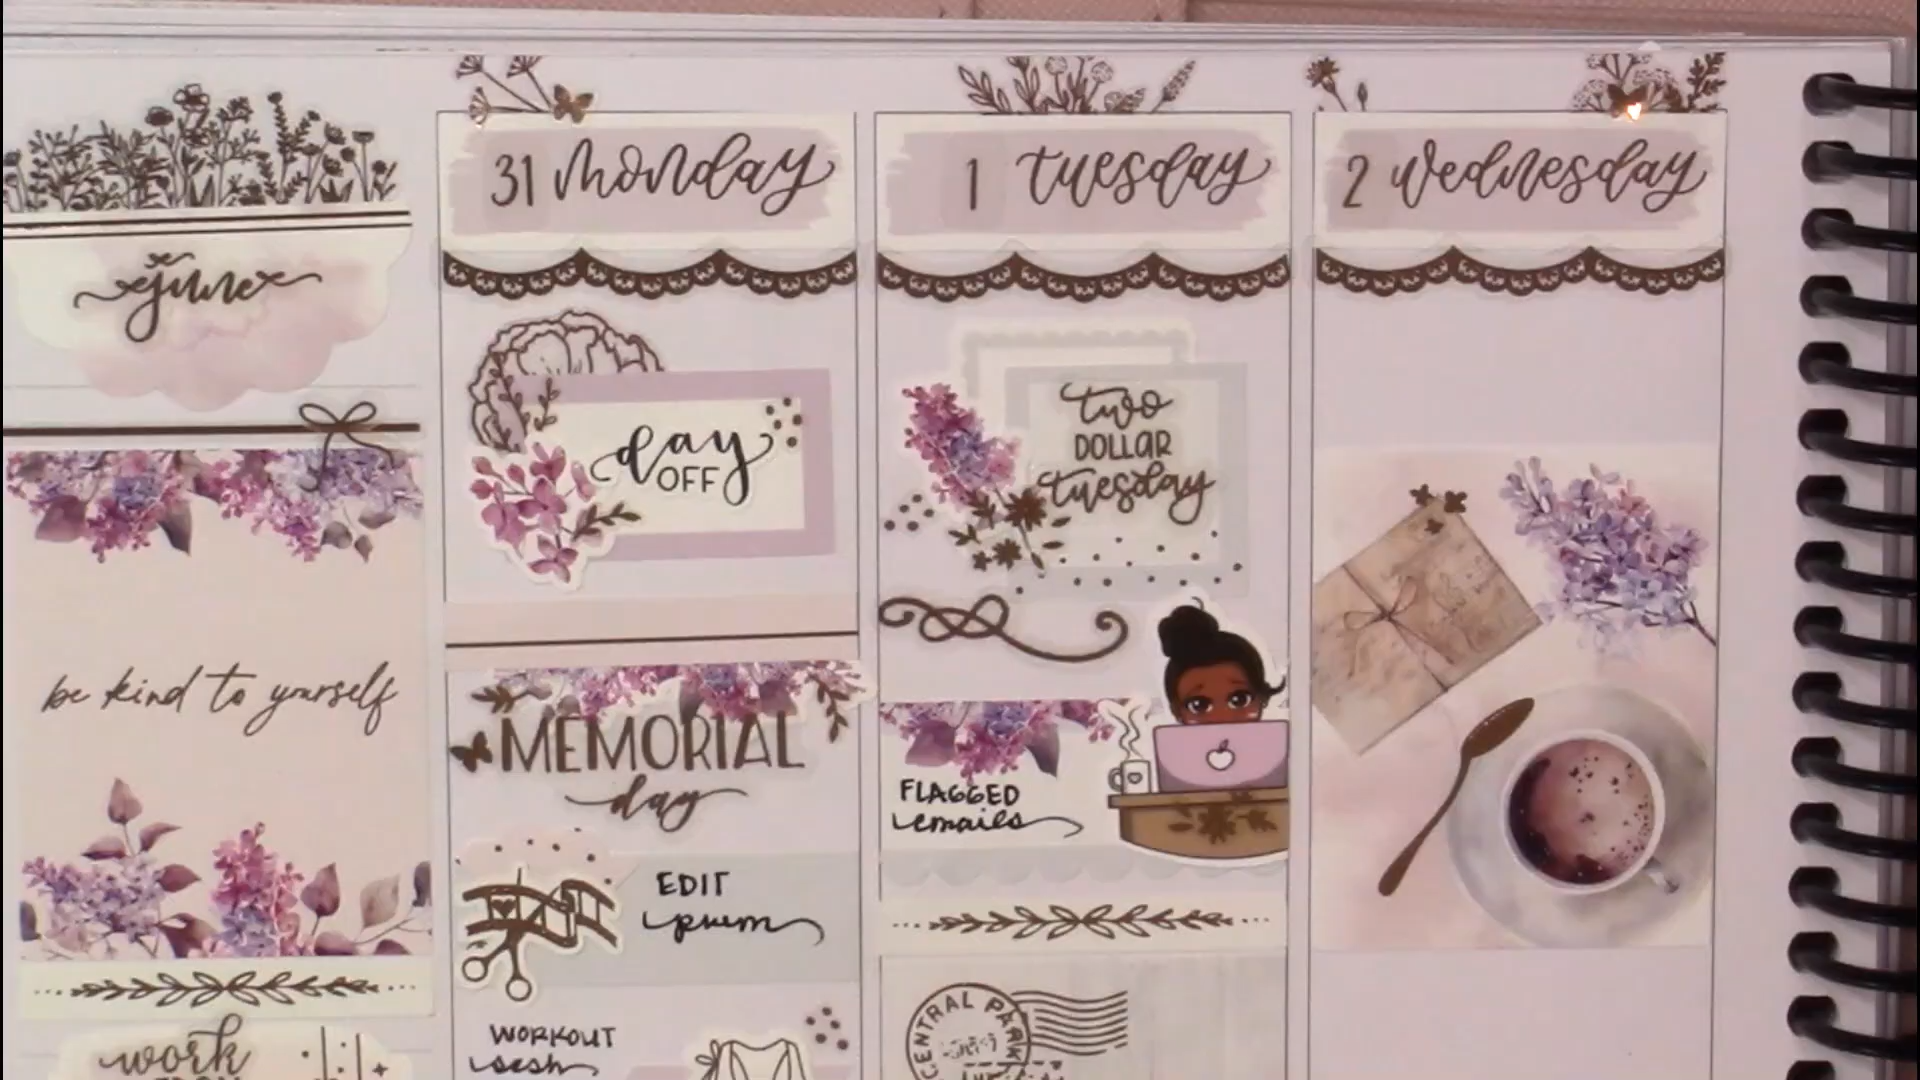 june
be kind to yourself
work
31 monday
day
OFF
MEMORIAL
day
EDIT
WORKOUT
sesh
1 tuesday
two
DOLLAR
tuesday
FLAGGED
emails
CENTRAL PARK
2 wednesday